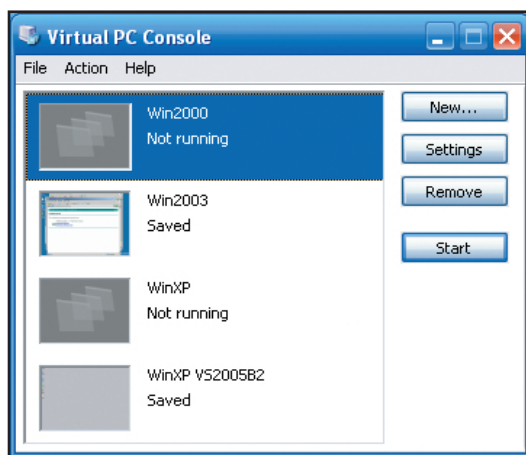 Virtual PC Console
File Action Help
Win2000
Not running
Win2003
Saved
WinXP
Not running
WinXP VS2005B2
Saved
New...
Settings
Remove
Start